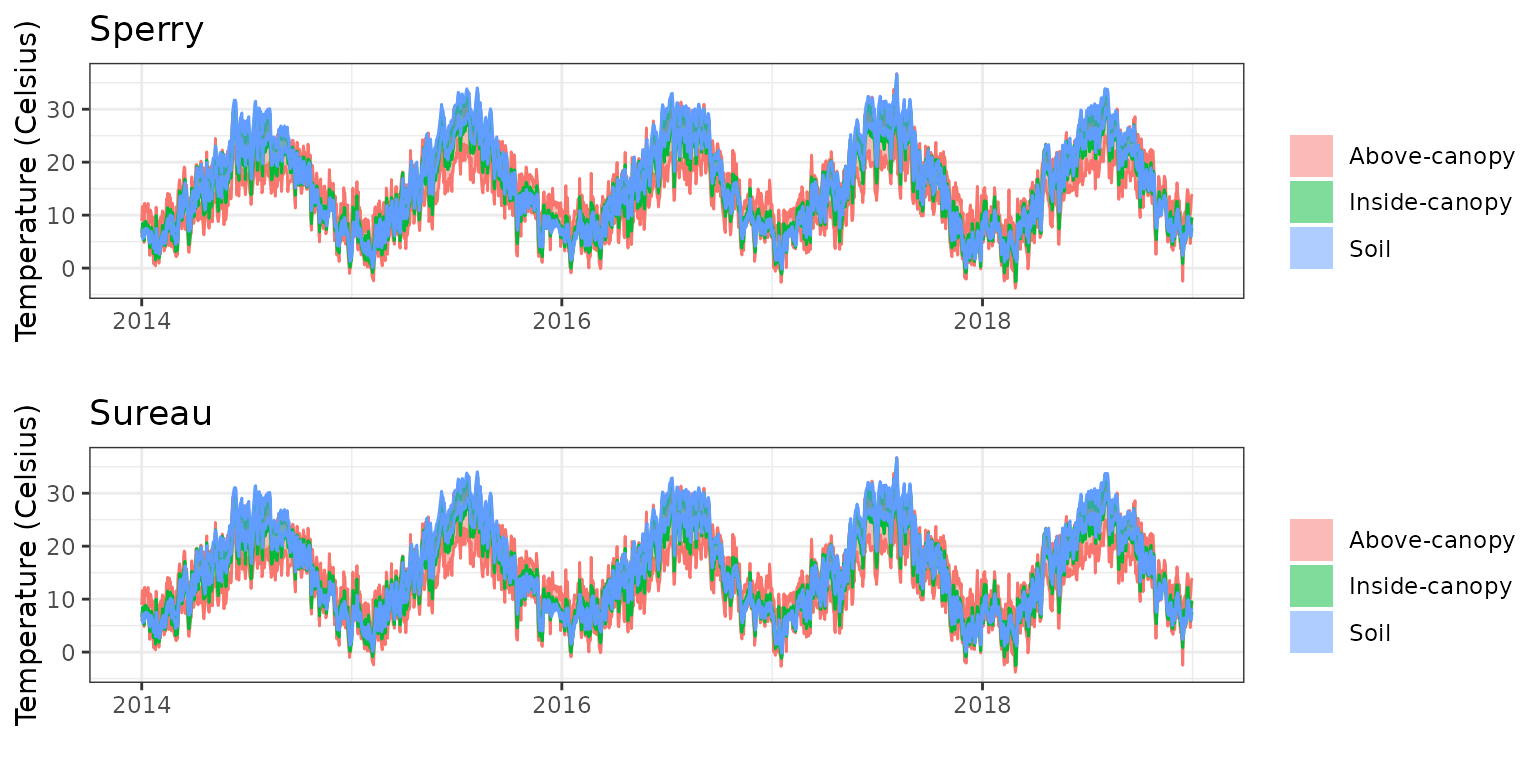 Sperry
Temperature (Celsius)
30
20
10
0
2014 2016 2018
Above-canopy
Inside-canopy
Soil
Sureau
Temperature (Celsius)
30
20
10
0
2014 2016 2018
Above-canopy
Inside-canopy
Soil